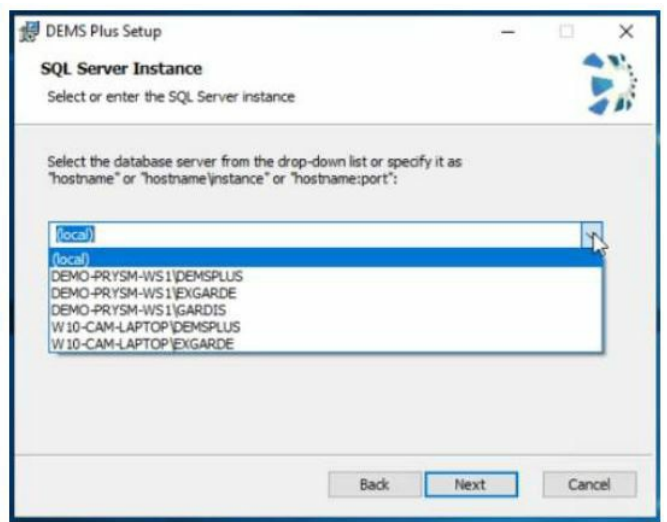 DEMS Plus Setup
SQL Server Instance
Select or enter the SQL Server instance
Select the database server from the drop-down list or specify it as
"hostname" or "hostname\instance" or "hostname:port":
(local)
(local)
DEMO-PRYSM-WS1\DEMSPLUS
DEMO-PRYSM-WS1\EXGARDE
DEMO-PRYSM-WS1\GARDIS
W10-CAM-LAPTOP\DEMSPLUS
W10-CAM-LAPTOP\EXGARDE
Back
Next
Cancel